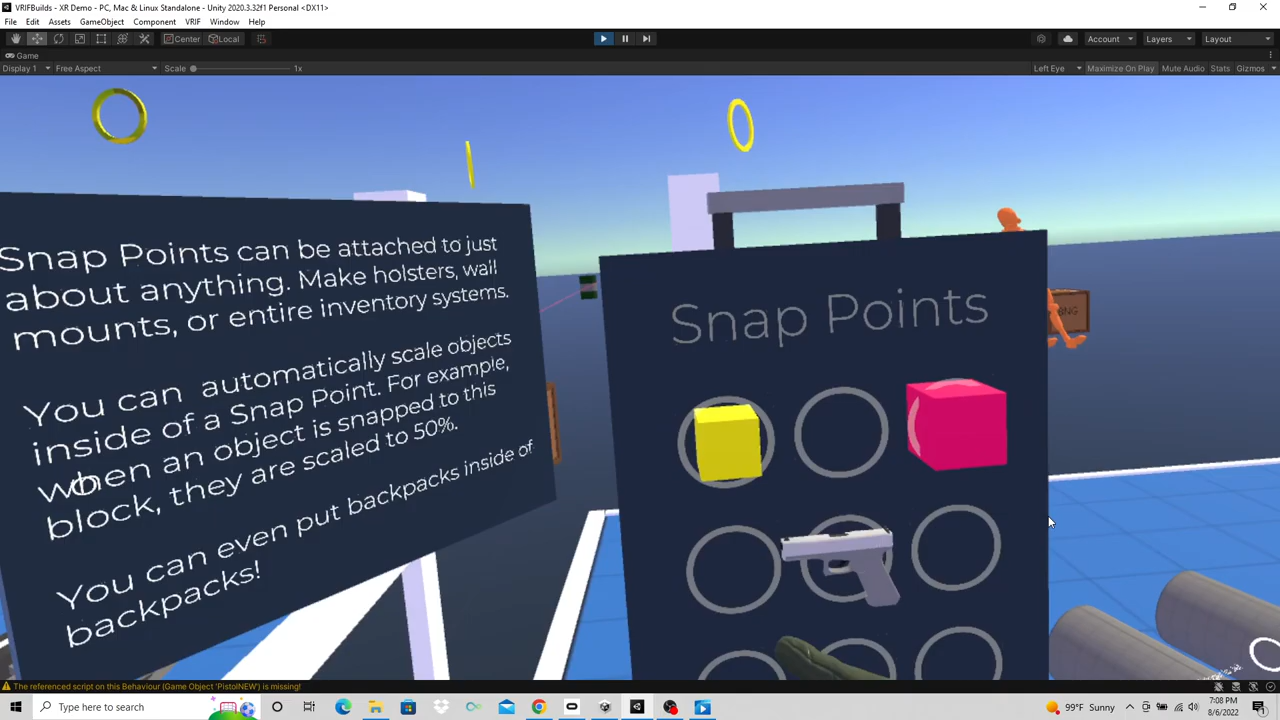 VRIFBuilds - XR Demo - PC, Mac & Linux Standalone - Unity 2020.3.32f1 Personal <DX11>
File Edit Assets GameObject Component VRIF Window Help
Center Local Account Layers Layout
Game
Display 1 Free Aspect Scale 1x Left Eye Maximize On Play Mute Audio Stats Gizmos
Snap Points can be attached to just
about anything. Make holsters, wall
mounts, or entire inventory systems.
You can automatically scale objects
inside of a Snap Point. For example,
when an object is snapped to this
block, they are scaled to 50%.
You can even put backpacks inside of
backpacks!
Snap Points
The referenced script on this Behaviour (Game Object 'PistolNEW') is missing!
Type here to search
99°F Sunny
7:08 PM
8/6/2022